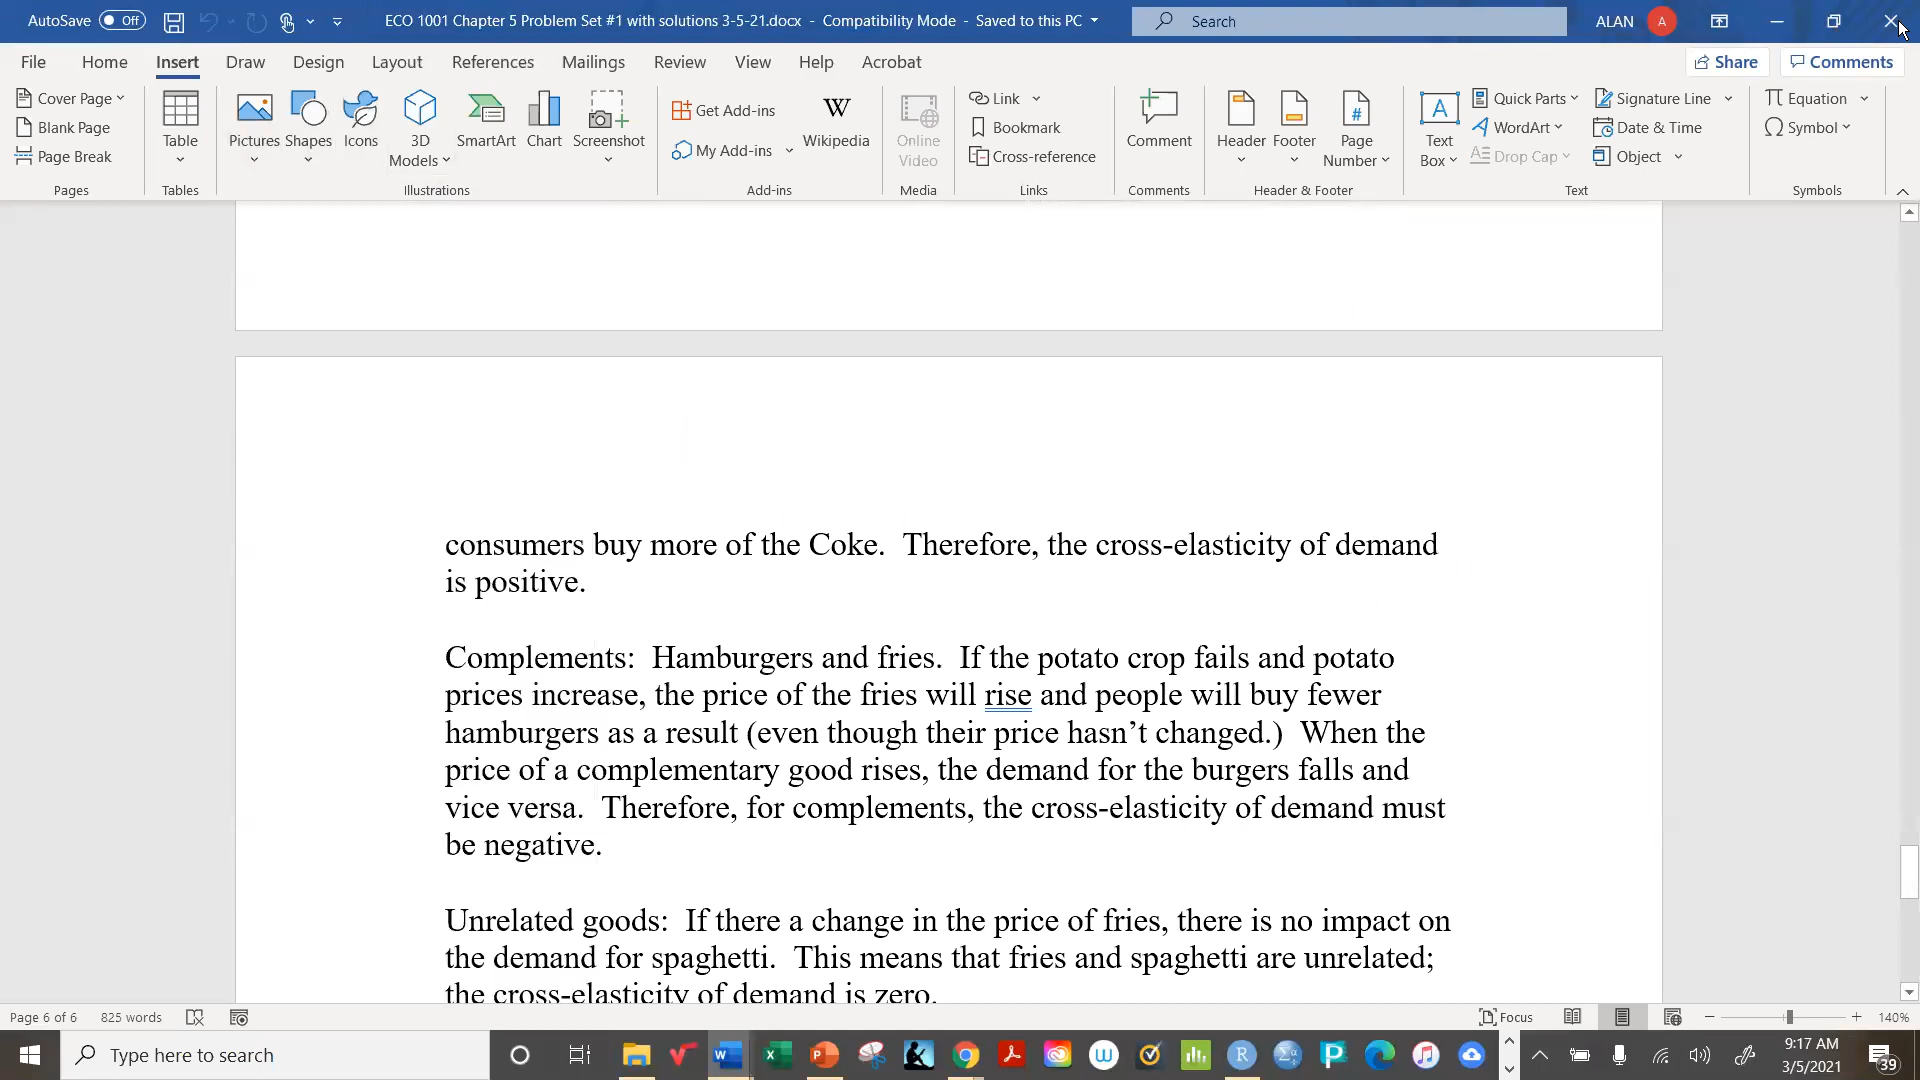 AutoSave Off ECO 1001 Chapter 5 Problem Set #1 with solutions 3-5-21.docx - Compatibility Mode - Saved to this PC Search ALAN A
File Home Insert Draw Design Layout References Mailings Review View Help Acrobat Share Comments
Cover Page
Blank Page
Page Break
Pages
Table
Tables
Pictures Shapes Icons 3D Models SmartArt Chart Screenshot
Illustrations
Get Add-ins
My Add-ins
W
Wikipedia
Add-ins
Online Video
Media
Link
Bookmark
Cross-reference
Links
Comment
Comments
Header Footer Page Number
Header & Footer
Text Box
Quick Parts
WordArt
Drop Cap
Signature Line
Date & Time
Object
Text
Equation
Symbol
Symbols
consumers buy more of the Coke. Therefore, the cross-elasticity of demand
is positive.
Complements: Hamburgers and fries. If the potato crop fails and potato
prices increase, the price of the fries will rise and people will buy fewer
hamburgers as a result (even though their price hasn’t changed.) When the
price of a complementary good rises, the demand for the burgers falls and
vice versa. Therefore, for complements, the cross-elasticity of demand must
be negative.
Unrelated goods: If there a change in the price of fries, there is no impact on
the demand for spaghetti. This means that fries and spaghetti are unrelated;
the cross-elasticity of demand is zero.
Page 6 of 6 825 words Focus 140%
Type here to search
9:17 AM
3/5/2021
39